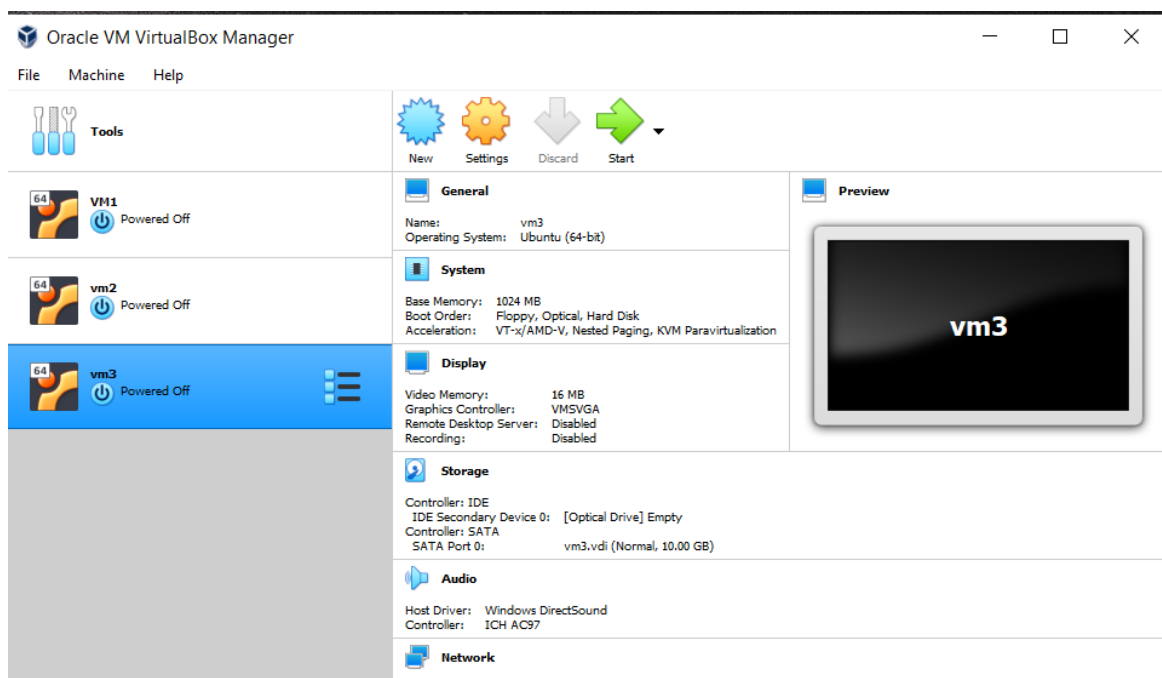 Oracle VM VirtualBox Manager
File Machine Help
Tools
New Settings Discard Start
64
VM1
Powered Off
64
vm2
Powered Off
64
vm3
Powered Off
General
Name: vm3
Operating System: Ubuntu (64-bit)
System
Base Memory: 1024 MB
Boot Order: Floppy, Optical, Hard Disk
Acceleration: VT-x/AMD-V, Nested Paging, KVM Paravirtualization
Display
Video Memory: 16 MB
Graphics Controller: VMSVGA
Remote Desktop Server: Disabled
Recording: Disabled
Storage
Controller: IDE
IDE Secondary Device 0: [Optical Drive] Empty
Controller: SATA
SATA Port 0: vm3.vdi (Normal, 10.00 GB)
Audio
Host Driver: Windows DirectSound
Controller: ICH AC97
Network
Preview
vm3